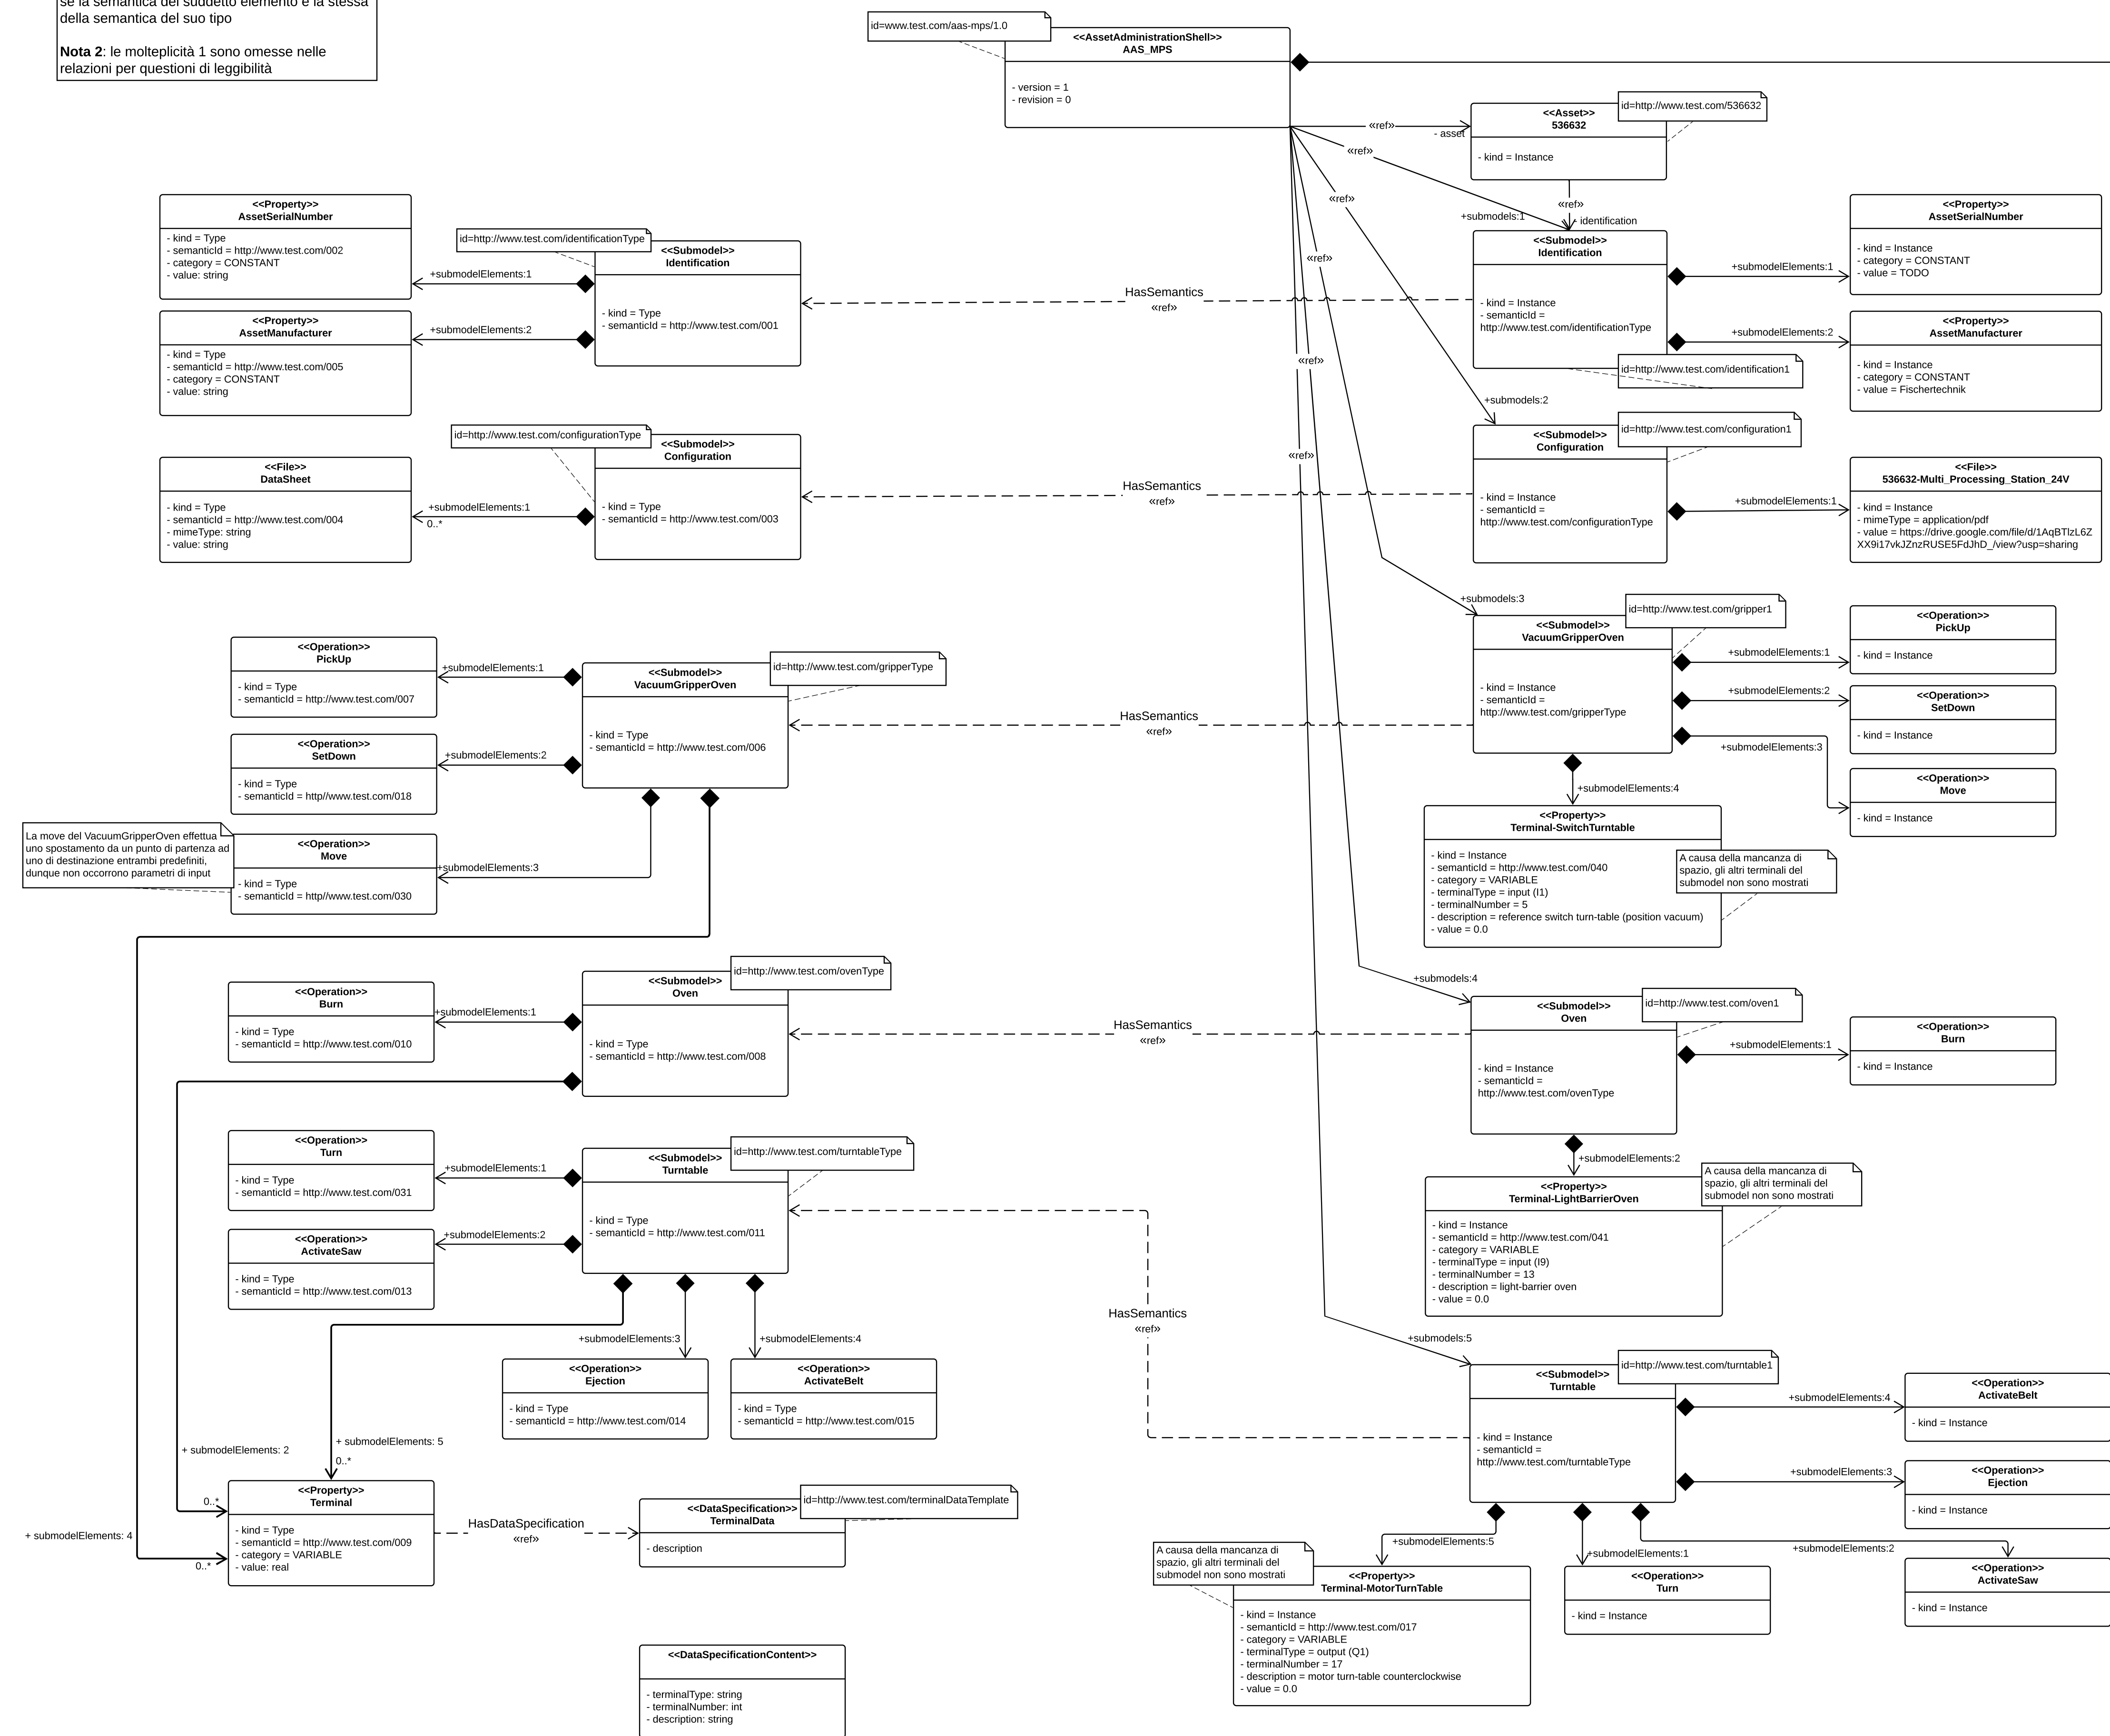 se la semantica del suddetto elemento è la stessa
della semantica del suo tipo
Nota 2: le molteplicità 1 sono omesse nelle
relazioni per questioni di leggibilità
id=www.test.com/aas-mps/1.0
<<AssetAdministrationShell>>
AAS_MPS
- version = 1
- revision = 0
«ref»
- asset
<<Asset>>
536632
- kind = Instance
id=http://www.test.com/536632
«ref»
«ref»
«ref»
«ref»
«ref»
«ref»
- identification
+submodels:1
<<Property>>
AssetSerialNumber
- kind = Type
- semanticId = http://www.test.com/002
- category = CONSTANT
- value: string
+submodelElements:1
id=http://www.test.com/identificationType
<<Submodel>>
Identification
- kind = Type
- semanticId = http://www.test.com/001
<<Property>>
AssetManufacturer
- kind = Type
- semanticId = http://www.test.com/005
- category = CONSTANT
- value: string
+submodelElements:2
HasSemantics
«ref»
<<Submodel>>
Identification
- kind = Instance
- semanticId =
http://www.test.com/identificationType
id=http://www.test.com/identification1
+submodelElements:1
<<Property>>
AssetSerialNumber
- kind = Instance
- category = CONSTANT
- value = TODO
+submodelElements:2
<<Property>>
AssetManufacturer
- kind = Instance
- category = CONSTANT
- value = Fischertechnik
<<File>>
DataSheet
- kind = Type
- semanticId = http://www.test.com/004
- mimeType: string
- value: string
+submodelElements:1
0..*
id=http://www.test.com/configurationType
<<Submodel>>
Configuration
- kind = Type
- semanticId = http://www.test.com/003
HasSemantics
«ref»
+submodels:2
<<Submodel>>
Configuration
- kind = Instance
- semanticId =
http://www.test.com/configurationType
id=http://www.test.com/configuration1
+submodelElements:1
<<File>>
536632-Multi_Processing_Station_24V
- kind = Instance
- mimeType = application/pdf
- value = https://drive.google.com/file/d/1AqBTlzL6Z
XX9i17vkJZnzRUSE5FdJhD_/view?usp=sharing
<<Operation>>
PickUp
- kind = Type
- semanticId = http://www.test.com/007
+submodelElements:1
<<Submodel>>
VacuumGripperOven
- kind = Type
- semanticId = http://www.test.com/006
id=http://www.test.com/gripperType
<<Operation>>
SetDown
- kind = Type
- semanticId = http//www.test.com/018
+submodelElements:2
La move del VacuumGripperOven effettua
uno spostamento da un punto di partenza ad
uno di destinazione entrambi predefiniti,
dunque non occorrono parametri di input
<<Operation>>
Move
- kind = Type
- semanticId = http//www.test.com/030
+submodelElements:3
HasSemantics
«ref»
+submodels:3
<<Submodel>>
VacuumGripperOven
- kind = Instance
- semanticId =
http://www.test.com/gripperType
id=http://www.test.com/gripper1
+submodelElements:1
<<Operation>>
PickUp
- kind = Instance
+submodelElements:2
<<Operation>>
SetDown
- kind = Instance
+submodelElements:3
<<Operation>>
Move
- kind = Instance
+submodelElements:4
<<Property>>
Terminal-SwitchTurntable
- kind = Instance
- semanticId = http://www.test.com/040
- category = VARIABLE
- terminalType = input (I1)
- terminalNumber = 5
- description = reference switch turn-table (position vacuum)
- value = 0.0
A causa della mancanza di
spazio, gli altri terminali del
submodel non sono mostrati
<<Operation>>
Burn
- kind = Type
- semanticId = http://www.test.com/010
+submodelElements:1
<<Submodel>>
Oven
- kind = Type
- semanticId = http://www.test.com/008
id=http://www.test.com/ovenType
HasSemantics
«ref»
+submodels:4
<<Submodel>>
Oven
- kind = Instance
- semanticId =
http://www.test.com/ovenType
id=http://www.test.com/oven1
+submodelElements:1
<<Operation>>
Burn
- kind = Instance
+submodelElements:2
<<Property>>
Terminal-LightBarrierOven
- kind = Instance
- semanticId = http://www.test.com/041
- category = VARIABLE
- terminalType = input (I9)
- terminalNumber = 13
- description = light-barrier oven
- value = 0.0
A causa della mancanza di
spazio, gli altri terminali del
submodel non sono mostrati
<<Operation>>
Turn
- kind = Type
- semanticId = http://www.test.com/031
+submodelElements:1
<<Submodel>>
Turntable
- kind = Type
- semanticId = http://www.test.com/011
id=http://www.test.com/turntableType
<<Operation>>
ActivateSaw
- kind = Type
- semanticId = http://www.test.com/013
+submodelElements:2
+submodelElements:3
+submodelElements:4
<<Operation>>
Ejection
- kind = Type
- semanticId = http://www.test.com/014
<<Operation>>
ActivateBelt
- kind = Type
- semanticId = http://www.test.com/015
HasSemantics
«ref»
+submodels:5
<<Submodel>>
Turntable
- kind = Instance
- semanticId =
http://www.test.com/turntableType
id=http://www.test.com/turntable1
+submodelElements:4
<<Operation>>
ActivateBelt
- kind = Instance
+submodelElements:3
<<Operation>>
Ejection
- kind = Instance
+submodelElements:2
<<Operation>>
ActivateSaw
- kind = Instance
+submodelElements:1
<<Operation>>
Turn
- kind = Instance
+submodelElements:5
<<Property>>
Terminal-MotorTurnTable
- kind = Instance
- semanticId = http://www.test.com/017
- category = VARIABLE
- terminalType = output (Q1)
- terminalNumber = 17
- description = motor turn-table counterclockwise
- value = 0.0
A causa della mancanza di
spazio, gli altri terminali del
submodel non sono mostrati
+ submodelElements: 2
+ submodelElements: 5
0..*
0..*
+ submodelElements: 4
0..*
<<Property>>
Terminal
- kind = Type
- semanticId = http://www.test.com/009
- category = VARIABLE
- value: real
HasDataSpecification
«ref»
<<DataSpecification>>
TerminalData
- description
id=http://www.test.com/terminalDataTemplate
<<DataSpecificationContent>>
- terminalType: string
- terminalNumber: int
- description: string